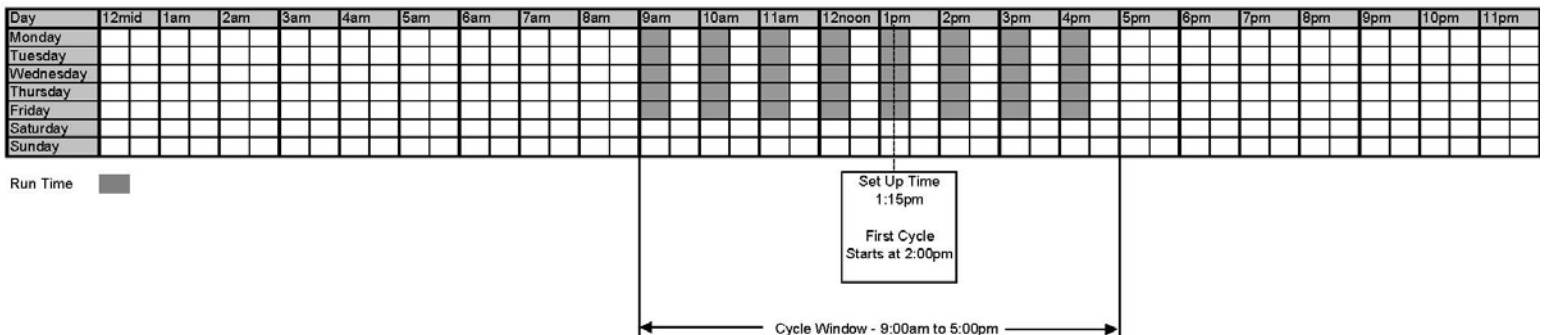 Day 12mid 1am 2am 3am 4am 5am 6am 7am 8am 9am 10am 11am 12noon 1pm 2pm 3pm 4pm 5pm 6pm 7pm 8pm 9pm 10pm 11pm
Monday
Tuesday
Wednesday
Thursday
Friday
Saturday
Sunday
Run Time
Set Up Time
1:15pm
First Cycle
Starts at 2:00pm
Cycle Window - 9:00am to 5:00pm